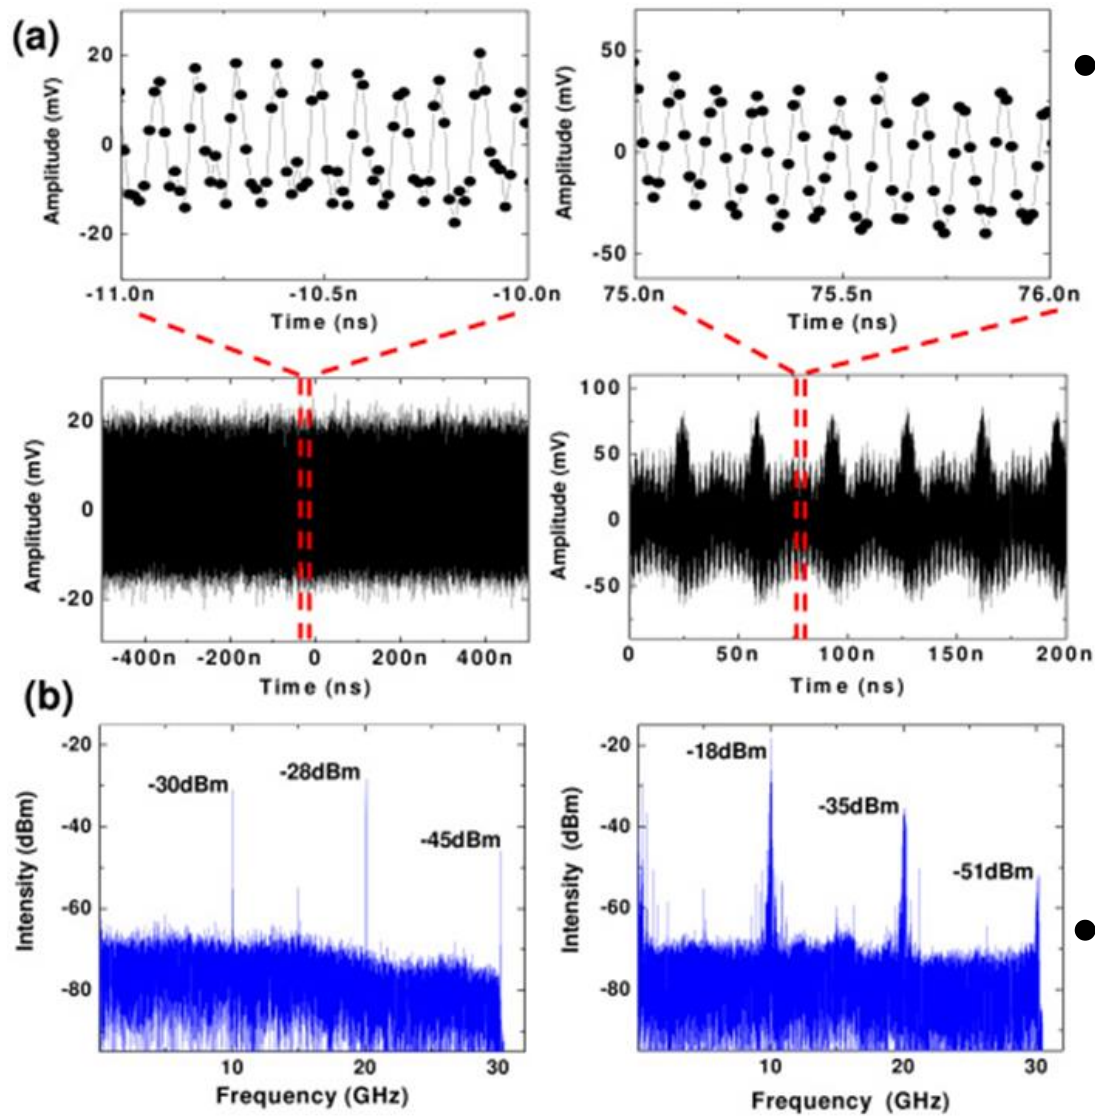 (a)
Amplitude (mV)
20
0
-20
-11.0n -10.5n -10.0n
Time (ns)
Amplitude (mV)
50
0
-50
75.0n 75.5n 76.0n
Time (ns)
Amplitude (mV)
20
0
-20
-400n -200n 0 200n 400n
Time (ns)
Amplitude (mV)
100
50
0
-50
0 50n 100n 150n 200n
Time (ns)
(b)
Intensity (dBm)
-20
-40
-60
-80
-30dBm
-28dBm
-45dBm
10 20 30
Frequency (GHz)
Intensity (dBm)
-20
-40
-60
-80
-18dBm
-35dBm
-51dBm
10 20 30
Frequency (GHz)